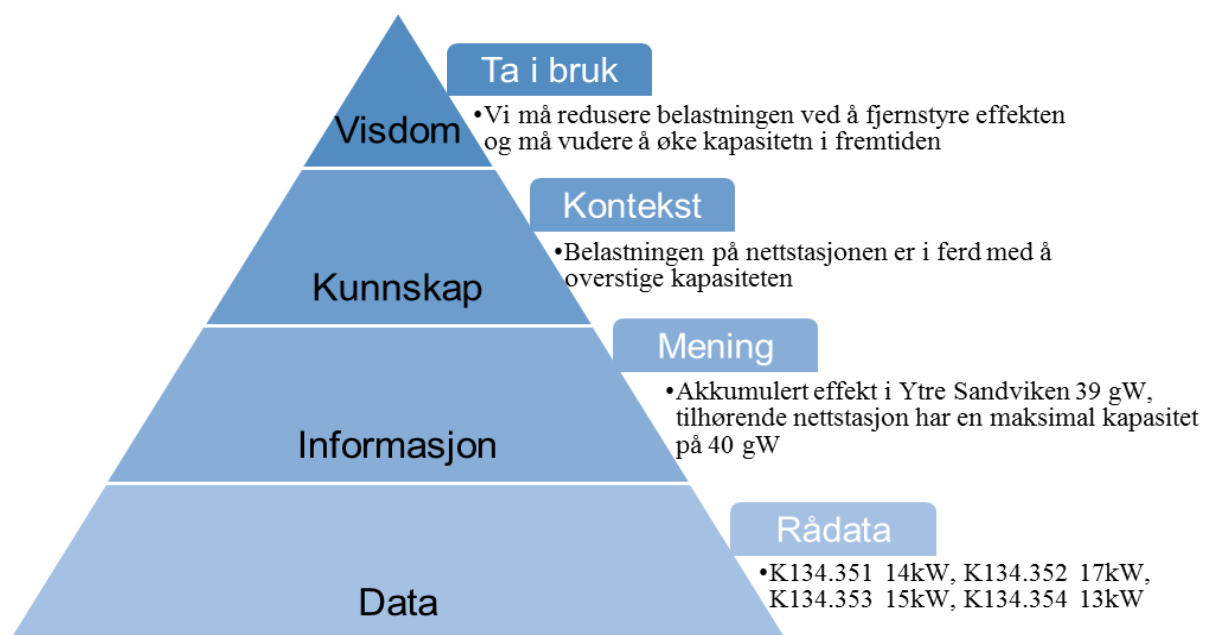 Ta i bruk
Visdom
•Vi må redusere belastningen ved å fjernstyre effekten
og må vudere å øke kapasitetn i fremtiden
Kontekst
Kunnskap
•Belastningen på nettstasjonen er i ferd med å
overstige kapasiteten
Mening
Informasjon
•Akkumulert effekt i Ytre Sandviken 39 gW,
tilhørende nettstasjon har en maksimal kapasitet
på 40 gW
Rådata
Data
•K134.351 14kW, K134.352 17kW,
K134.353 15kW, K134.354 13kW